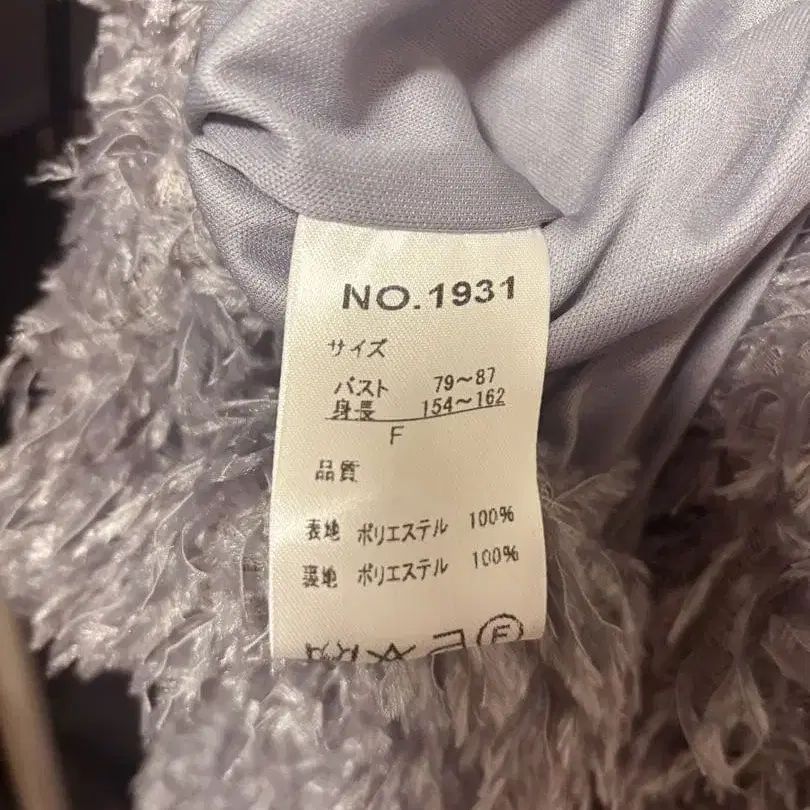 NO.1931
サイズ
バスト 79～87
身長 154～162
F
品質
表地 ポリエステル 100%
裏地 ポリエステル 100%
F